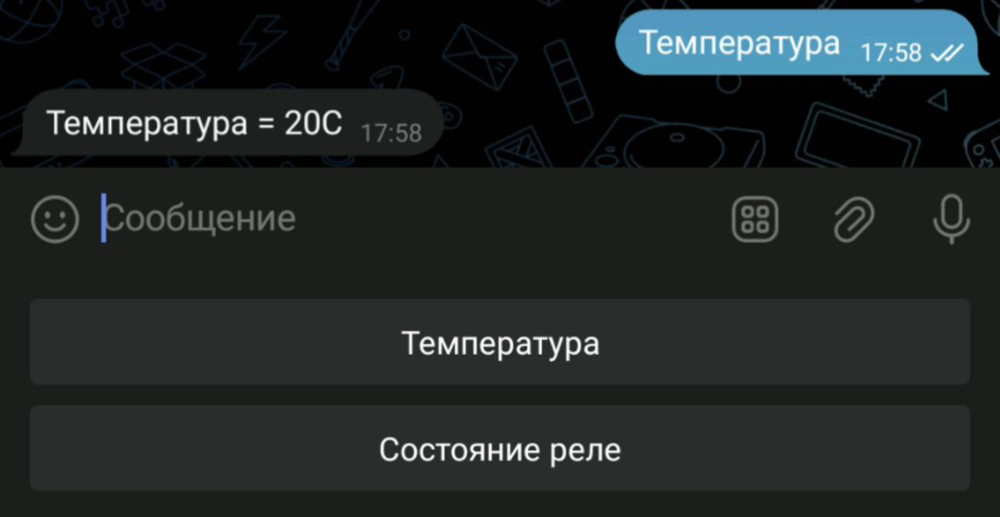 Температура 17:58
Температура = 20C 17:58
Сообщение
Температура
Состояние реле